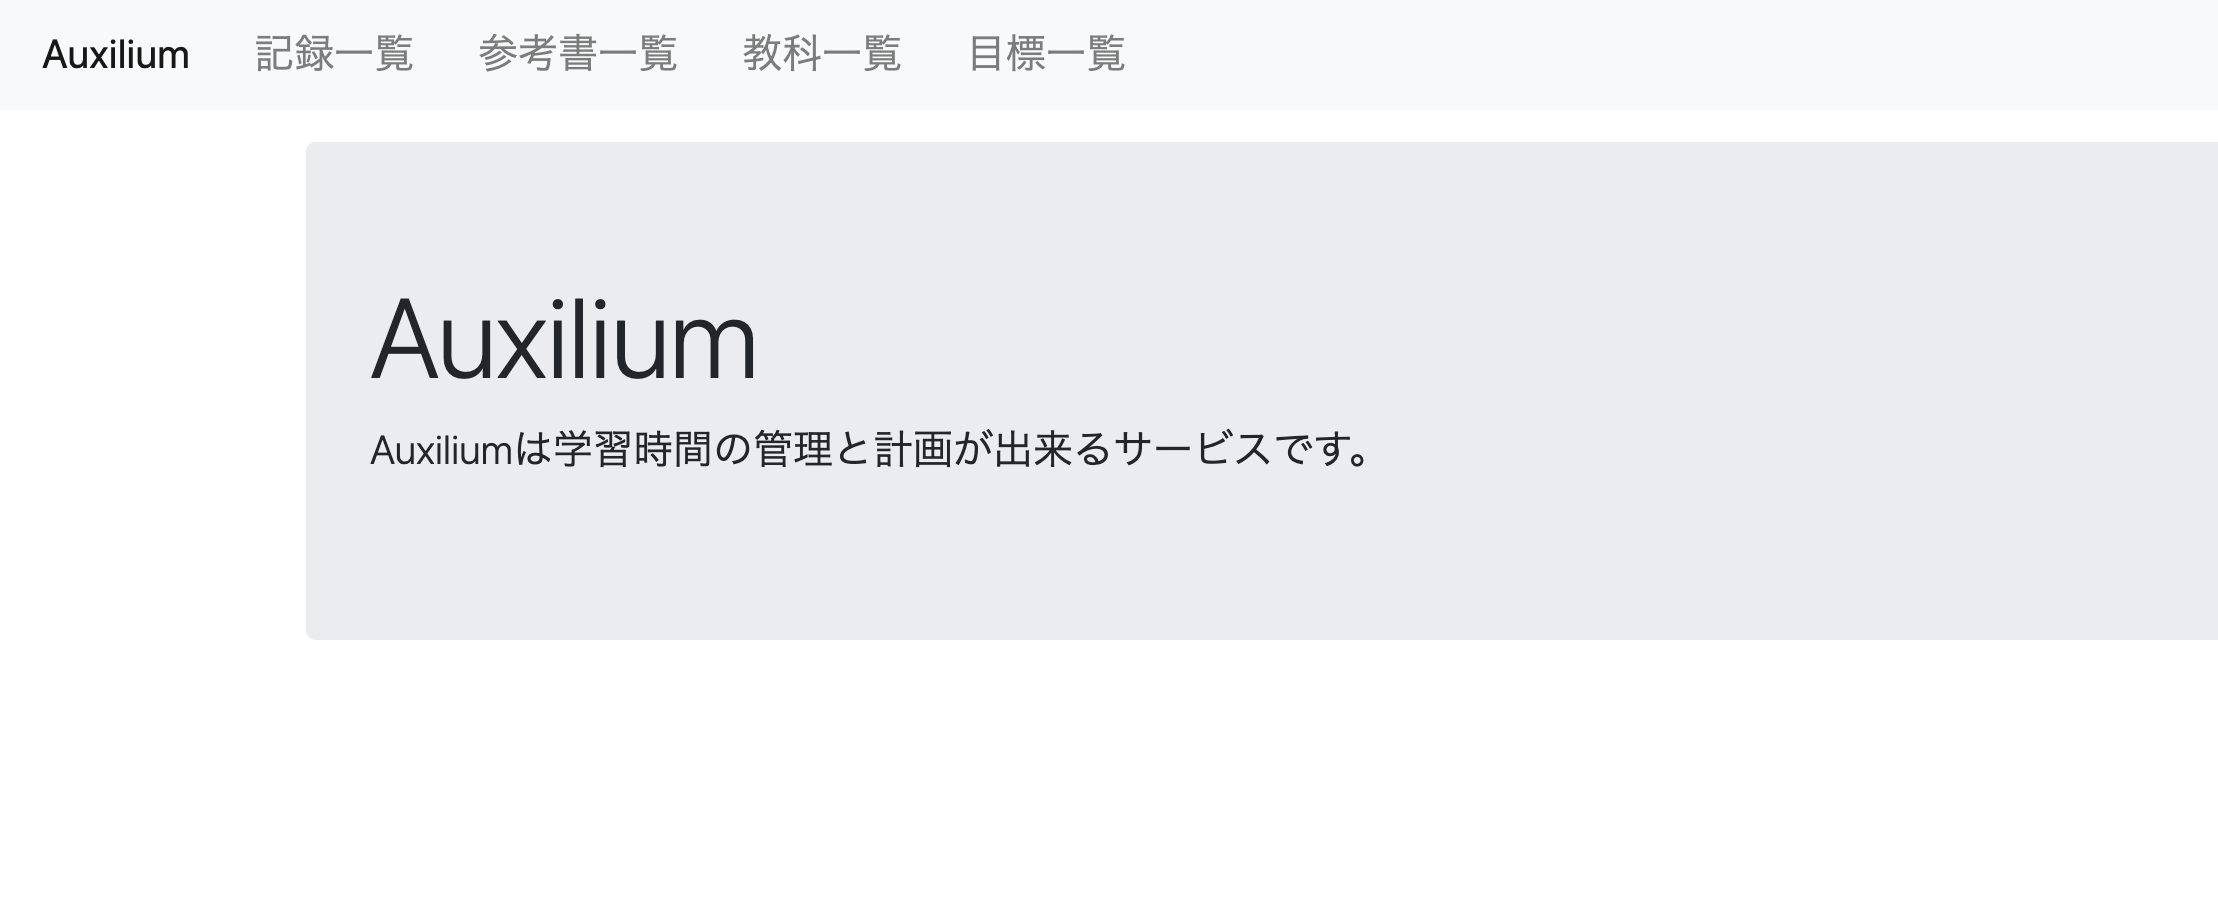 Auxilium 記録一覧 参考書一覧 教科一覧 目標一覧
Auxilium
Auxiliumは学習時間の管理と計画が出来るサービスです。